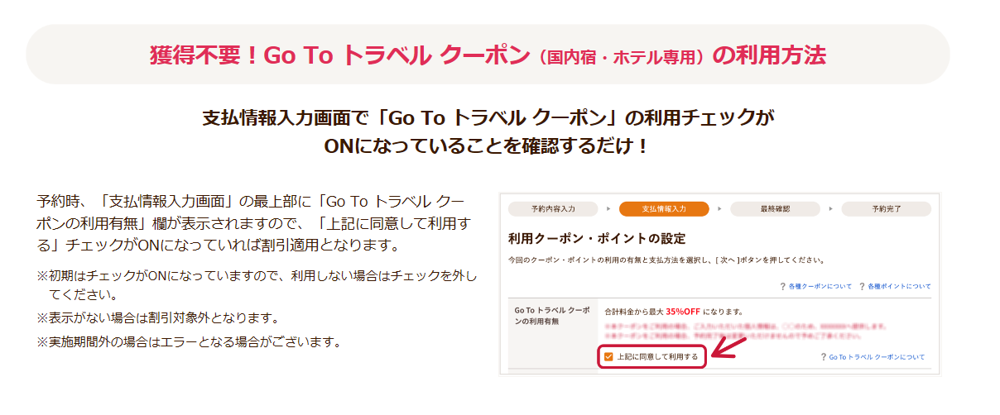 獲得不要！Go To トラベル クーポン（国内宿・ホテル専用）の利用方法
支払情報入力画面で「Go To トラベル クーポン」の利用チェックが
ONになっていることを確認するだけ！
予約時、「支払情報入力画面」の最上部に「Go To トラベル クー
ポンの利用有無」欄が表示されますので、「上記に同意して利用す
る」チェックがONになっていれば割引適用となります。
※初期はチェックがONになっていますので、利用しない場合はチェックを外し
てください。
※表示がない場合は割引対象外となります。
※実施期間外の場合はエラーとなる場合がございます。
予約内容入力 支払情報入力 最終確認 予約完了
利用クーポン・ポイントの設定
今回のクーポン・ポイントの利用の有無と支払方法を選択し、[ 次へ ]ボタンを押してください。
? 各種クーポンについて ? 各種ポイントについて
Go To トラベル クーポ
ンの利用有無
合計料金から最大 35%OFF になります。
上記に同意して利用する
? Go To トラベル クーポンについて